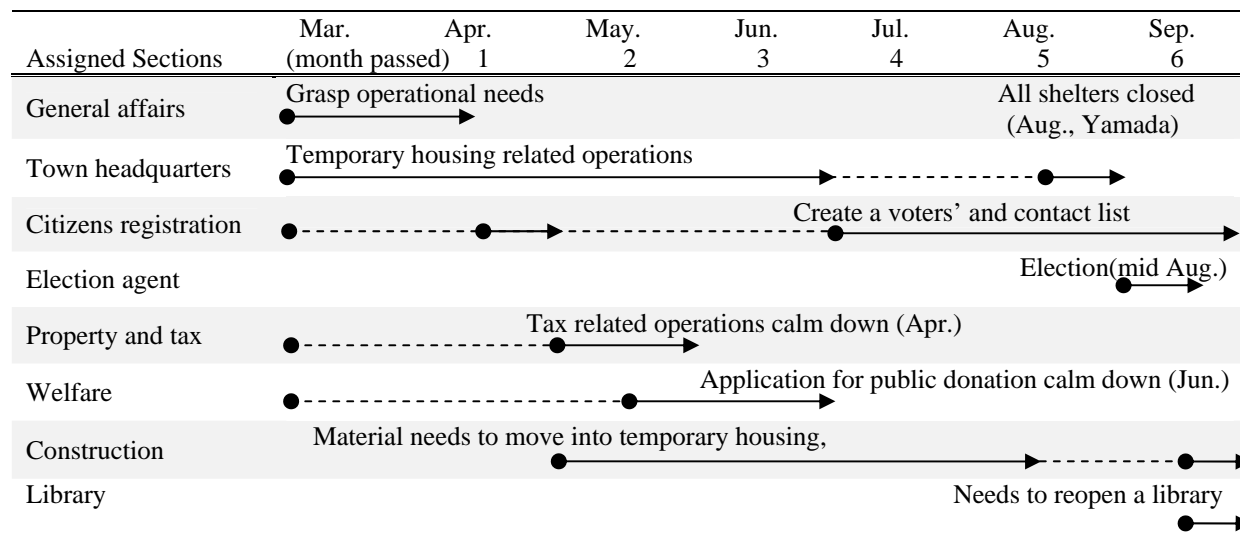 Mar. Apr. May. Jun. Jul. Aug. Sep.
Assigned Sections (month passed) 1 2 3 4 5 6
General affairs Grasp operational needs All shelters closed
(Aug., Yamada)
Town headquarters Temporary housing related operations
Citizens registration Create a voters’ and contact list
Election agent Election(mid Aug.)
Property and tax Tax related operations calm down (Apr.)
Welfare Application for public donation calm down (Jun.)
Construction Material needs to move into temporary housing,
Library Needs to reopen a library